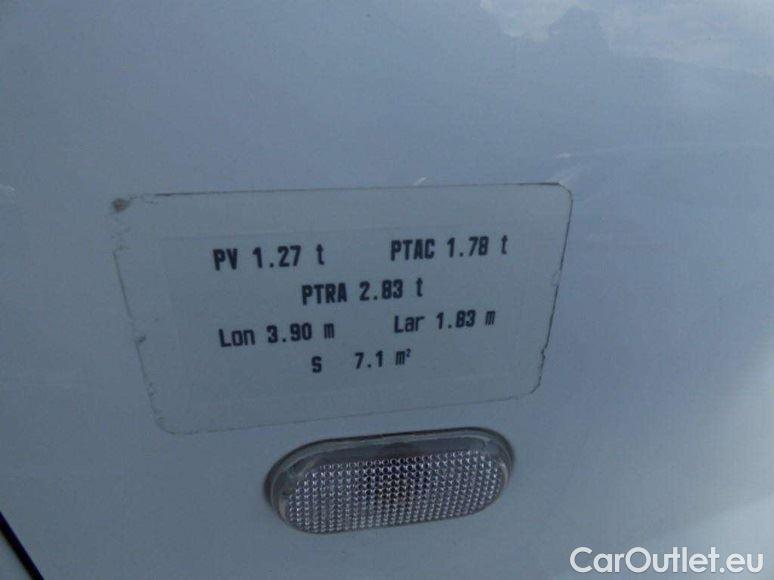 PV 1.27 t PTAC 1.78 t
PTRA 2.83 t
Lon 3.90 m Lar 1.83 m
S 7.1 m²
CarOutlet.eu